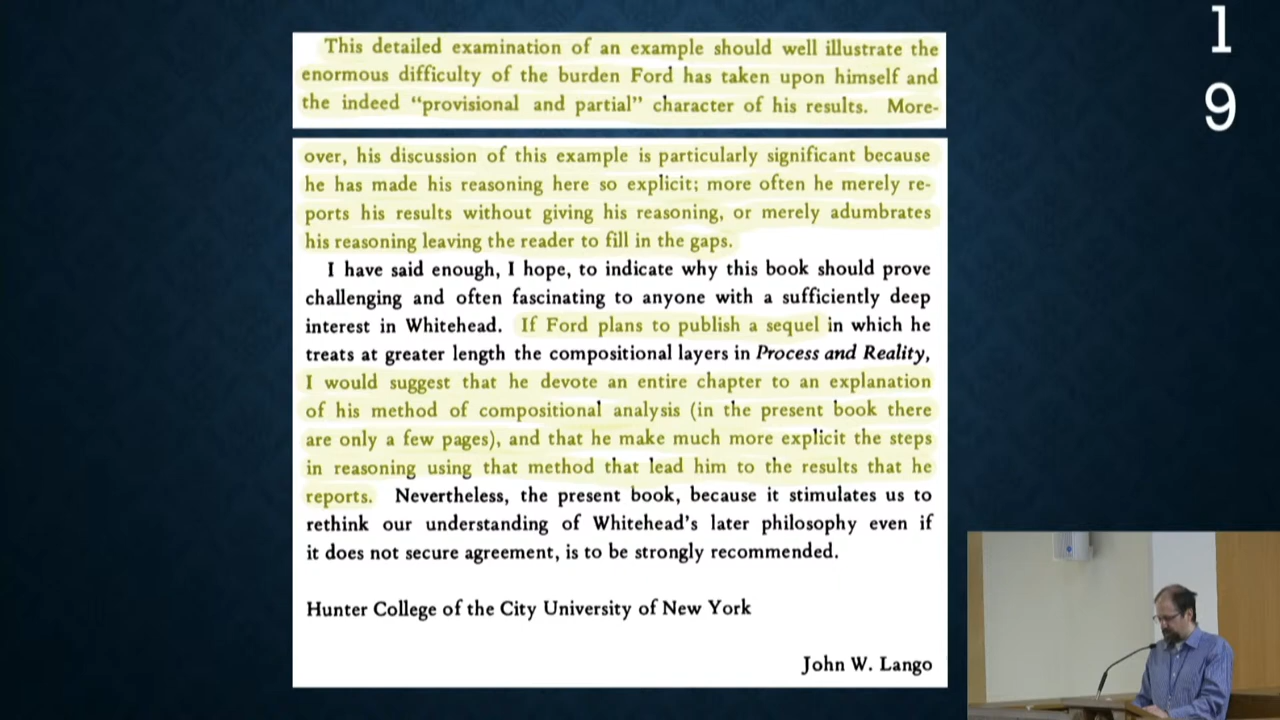 This detailed examination of an example should well illustrate the
enormous difficulty of the burden Ford has taken upon himself and
the indeed “provisional and partial” character of his results. More-
over, his discussion of this example is particularly significant because
he has made his reasoning here so explicit; more often he merely re-
ports his results without giving his reasoning, or merely adumbrates
his reasoning leaving the reader to fill in the gaps.
I have said enough, I hope, to indicate why this book should prove
challenging and often fascinating to anyone with a sufficiently deep
interest in Whitehead. If Ford plans to publish a sequel in which he
treats at greater length the compositional layers in Process and Reality,
I would suggest that he devote an entire chapter to an explanation
of his method of compositional analysis (in the present book there
are only a few pages), and that he make much more explicit the steps
in reasoning using that method that lead him to the results that he
reports. Nevertheless, the present book, because it stimulates us to
rethink our understanding of Whitehead’s later philosophy even if
it does not secure agreement, is to be strongly recommended.
Hunter College of the City University of New York
John W. Lango
1
9